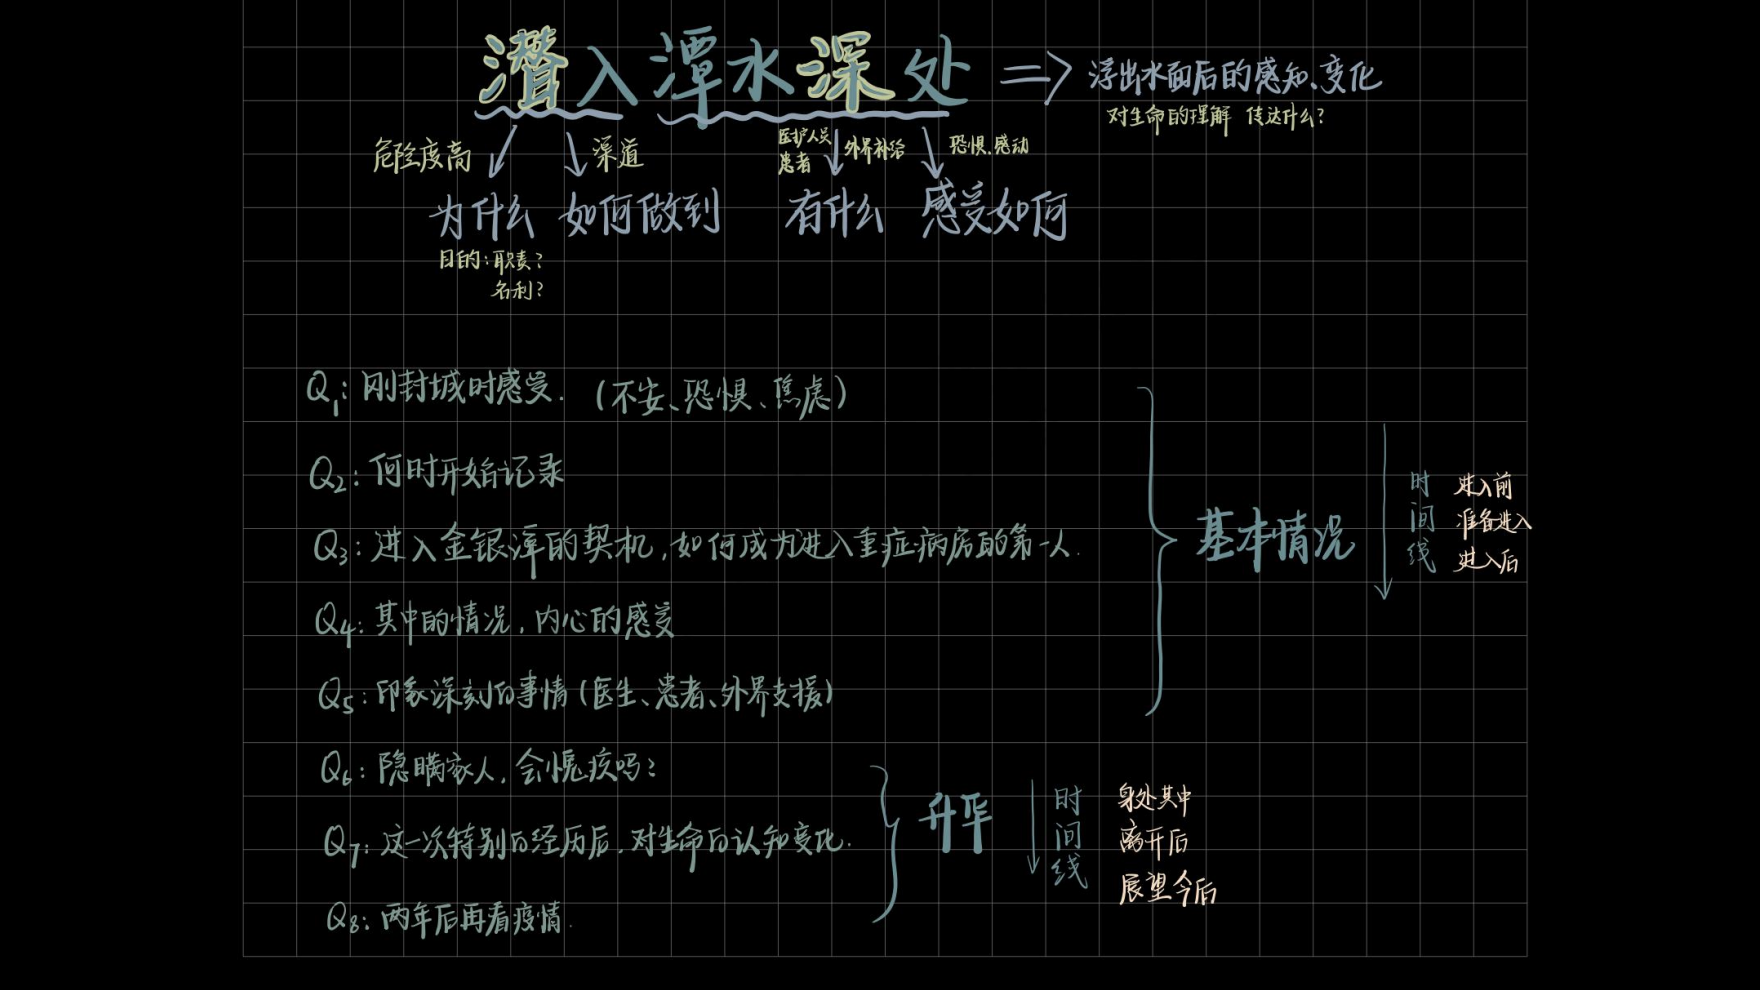 潜入潭水深处 => 浮出水面后的感知、变化
对生命的理解 传达什么?
危险度高 渠道 医护人员 患者 外界补给 恐惧、感动
为什么 如何做到 有什么 感受如何
目的:职责?
名利?
Q1: 刚封城时感受. (不安、恐惧、焦虑)
Q2: 何时开始记录
Q3: 进入金银潭的契机,如何成为进入重症病房的第一人.
Q4: 其中的情况,内心的感受
Q5: 印象深刻的事情(医生、患者、外界支援)
基本情况
时间线
进入前
准备进入
进入后
Q6: 隐瞒家人,会愧疚吗?
Q7: 这一次特别的经历后,对生命的认知变化.
Q8: 两年后再看疫情.
升华
时间线
身处其中
离开后
展望今后